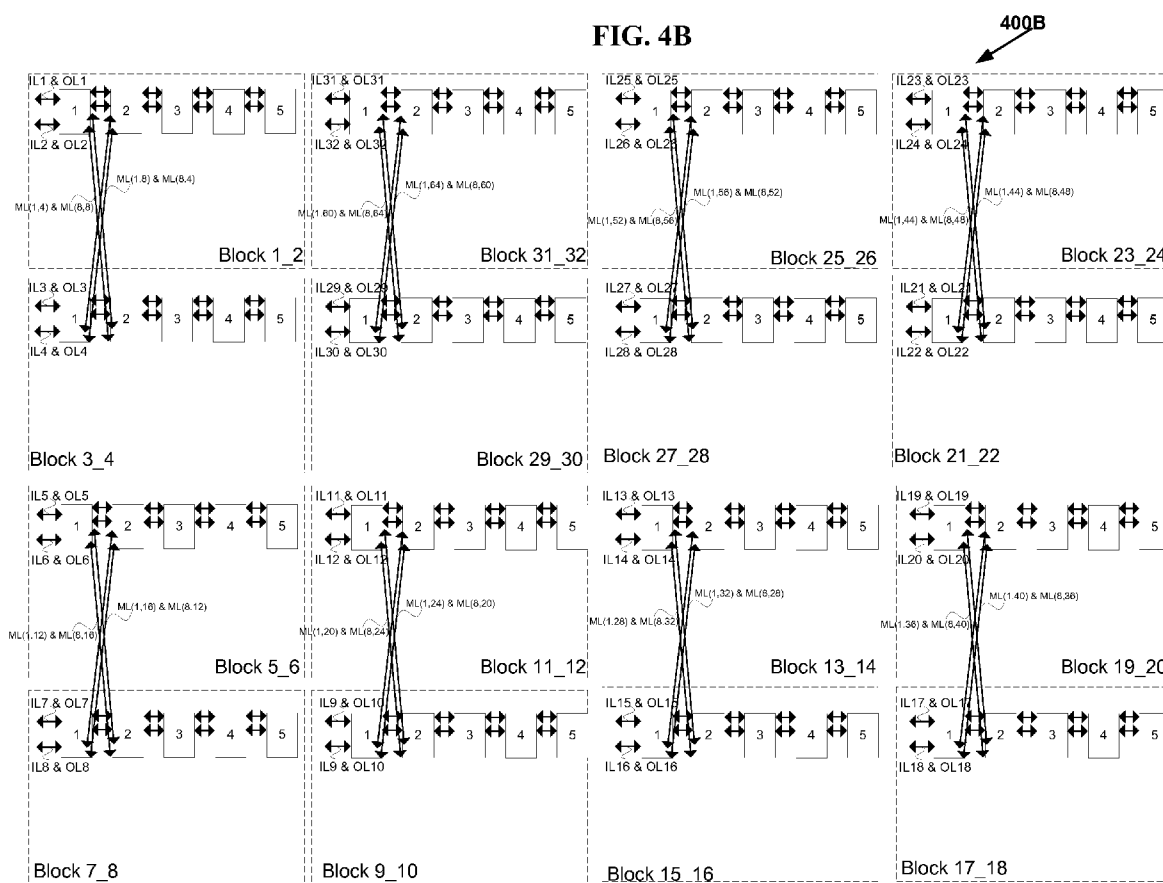 FIG. 4B
400B
IL1 & OL1
1 2 3 4 5
IL2 & OL2
ML(1,8) & ML(8,4)
ML(1,4) & ML(8,8)
Block 1_2
IL31 & OL31
1 2 3 4 5
IL32 & OL32
ML(1,64) & ML(8,60)
ML(1,60) & ML(8,64)
Block 31_32
IL25 & OL25
1 2 3 4 5
IL26 & OL26
ML(1,56) & ML(8,52)
ML(1,52) & ML(8,56)
Block 25_26
IL23 & OL23
1 2 3 4 5
IL24 & OL24
ML(1,44) & ML(8,48)
ML(1,44) & ML(8,48)
Block 23_24
IL3 & OL3
1 2 3 4 5
IL4 & OL4
Block 3_4
IL29 & OL29
1 2 3 4 5
IL30 & OL30
Block 29_30
IL27 & OL27
1 2 3 4 5
IL28 & OL28
Block 27_28
IL21 & OL21
1 2 3 4 5
IL22 & OL22
Block 21_22
IL5 & OL5
1 2 3 4 5
IL6 & OL6
ML(1,16) & ML(8,12)
ML(1,12) & ML(8,16)
Block 5_6
IL11 & OL11
1 2 3 4 5
IL12 & OL12
ML(1,24) & ML(8,20)
ML(1,20) & ML(8,24)
Block 11_12
IL13 & OL13
1 2 3 4 5
IL14 & OL14
ML(1,32) & ML(8,28)
ML(1,28) & ML(8,32)
Block 13_14
IL19 & OL19
1 2 3 4 5
IL20 & OL20
ML(1,40) & ML(8,36)
ML(1,36) & ML(8,40)
Block 19_20
IL7 & OL7
1 2 3 4 5
IL8 & OL8
Block 7_8
IL9 & OL10
1 2 3 4 5
IL9 & OL10
Block 9_10
IL15 & OL15
1 2 3 4 5
IL16 & OL16
Block 15_16
IL17 & OL17
1 2 3 4 5
IL18 & OL18
Block 17_18